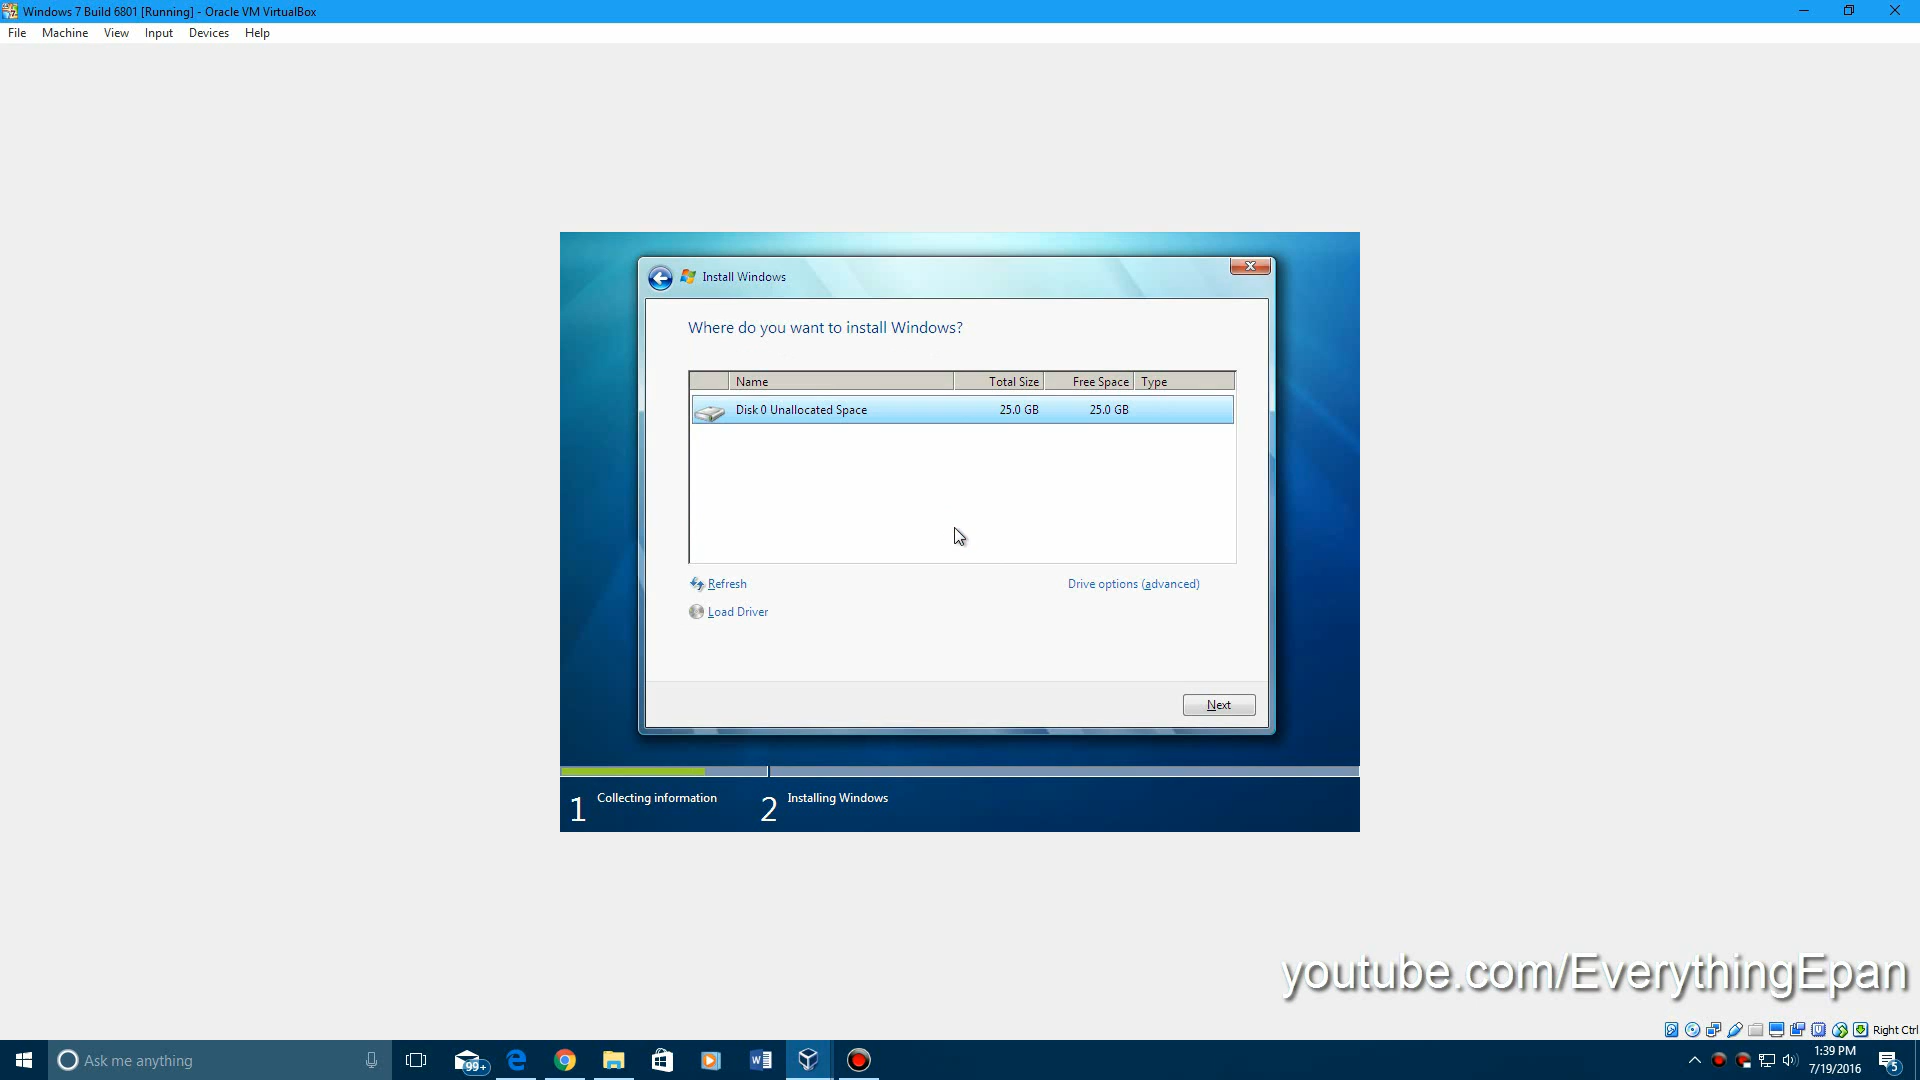 Windows 7 Build 6801 [Running] - Oracle VM VirtualBox
File Machine View Input Devices Help
Install Windows
Where do you want to install Windows?
Name Total Size Free Space Type
Disk 0 Unallocated Space 25.0 GB 25.0 GB
Refresh Drive options (advanced)
Load Driver
Next
1 Collecting information 2 Installing Windows
youtube.com/EverythingEpan
Right Ctrl
Ask me anything
99+
1:39 PM
7/19/2016
5